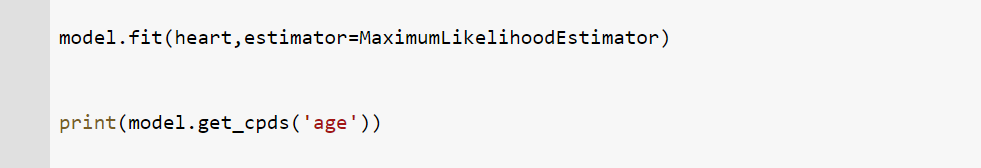 model.fit(heart,estimator=MaximumLikelihoodEstimator)
print(model.get_cpds('age'))